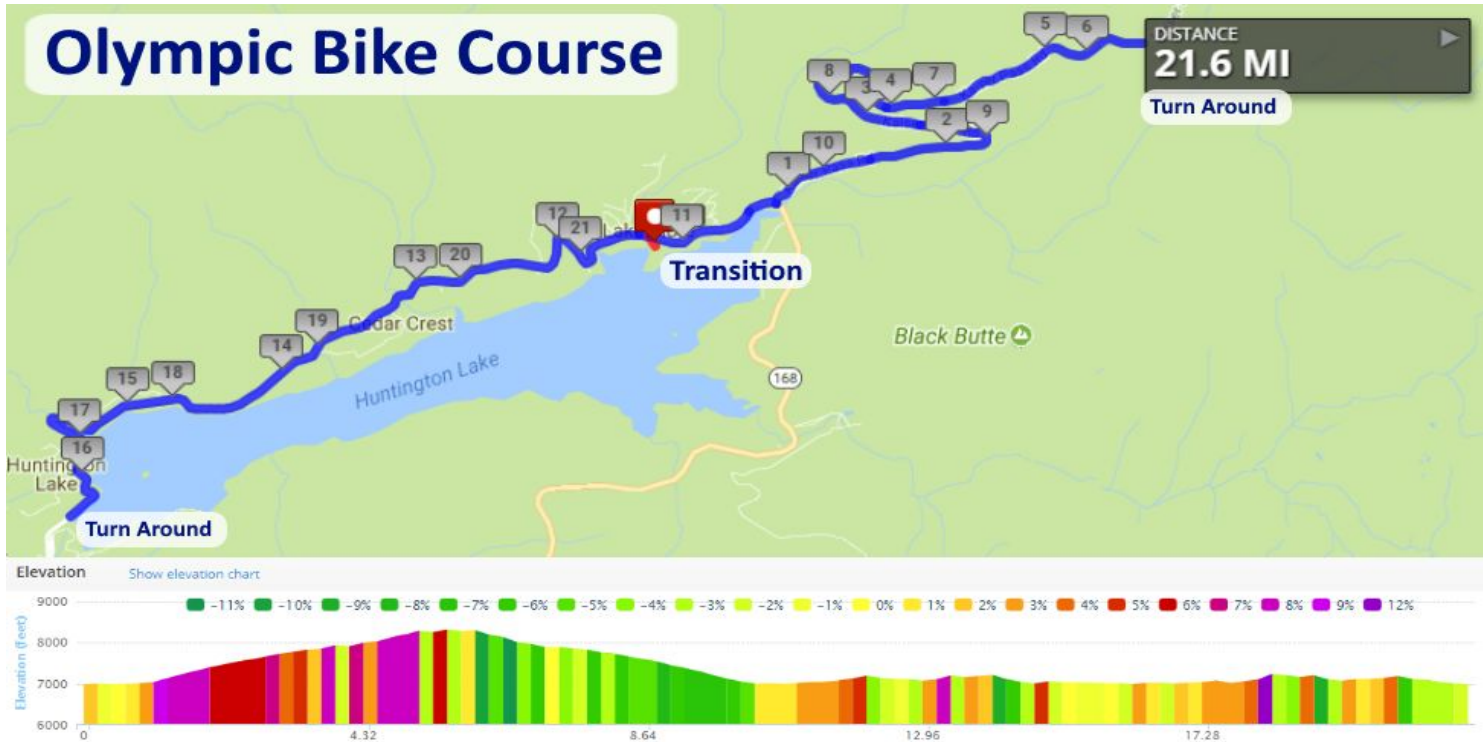 Olympic Bike Course
DISTANCE
21.6 MI
Turn Around
5
6
8
3
4
7
2
9
1
10
12
21
11
Transition
13
20
19
Cedar Crest
14
Black Butte
168
Huntington Lake
15
18
17
16
Huntington
Lake
Turn Around
Elevation
Show elevation chart
-11% -10% -9% -8% -7% -6% -5% -4% -3% -2% -1% 0% 1% 2% 3% 4% 5% 6% 7% 8% 9% 12%
Elevation (feet)
9000
8000
7000
6000
0 4.32 8.64 12.96 17.28